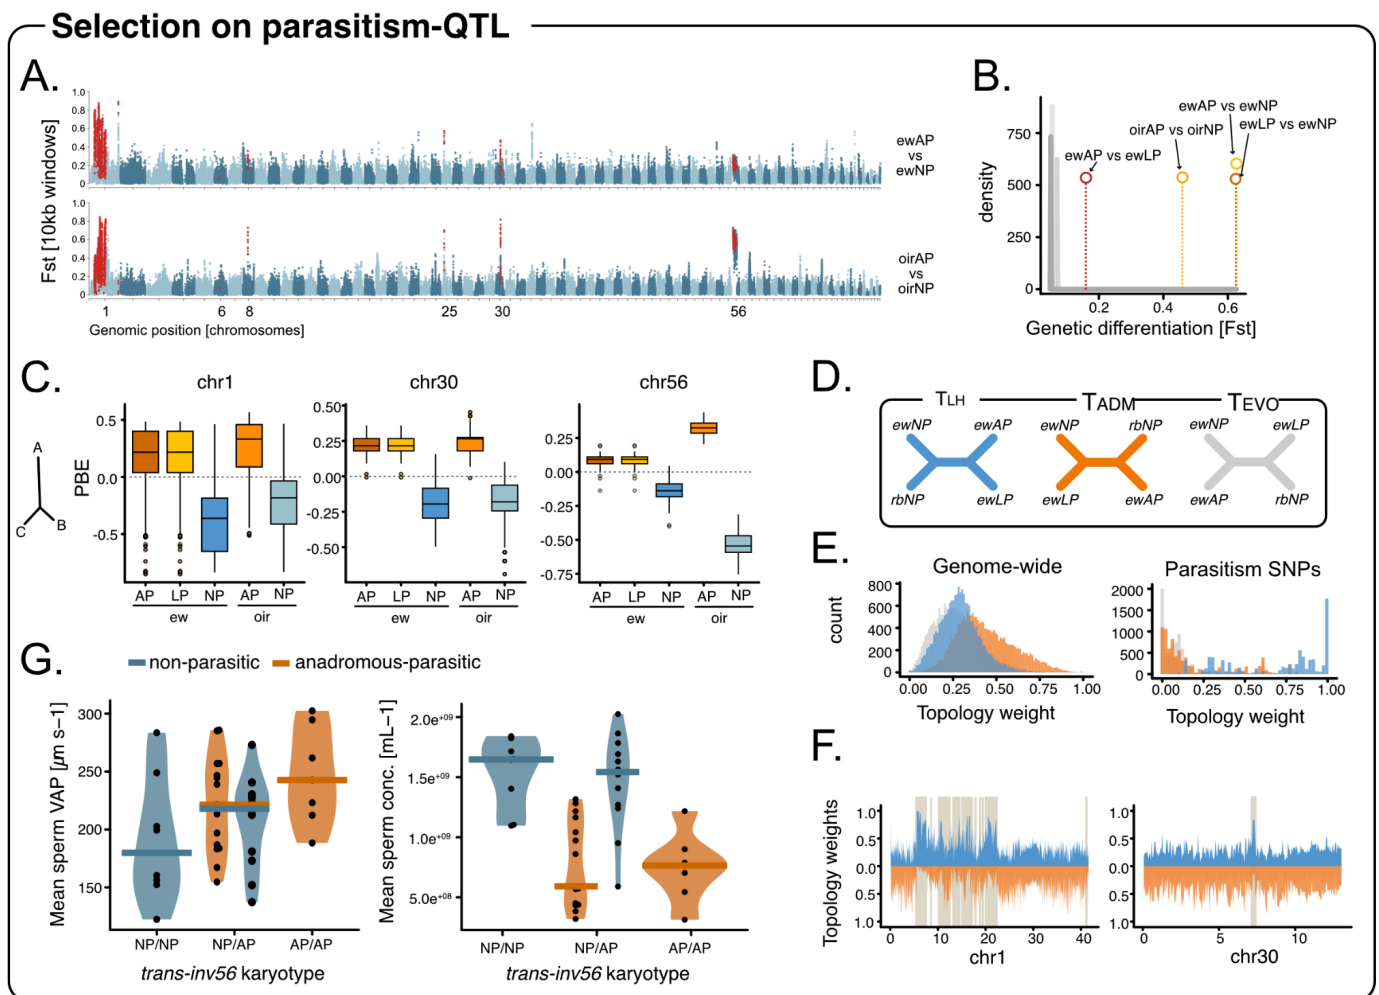 Selection on parasitism-QTL
A.
Fst [10kb windows]
1.0
0.8
0.6
0.4
0.2
0
ewAP
vs
ewNP
1.0
0.8
0.6
0.4
0.2
0
oirAP
vs
oirNP
1 6 8 25 30 56
Genomic position [chromosomes]
B.
density
750
500
250
0
ewAP vs ewNP
oirAP vs oirNP
ewLP vs ewNP
ewAP vs ewLP
0.2 0.4 0.6
Genetic differentiation [Fst]
C.
A
C
B
PBE
chr1
0.5
0.0
-0.5
AP LP NP AP NP
ew oir
chr30
0.50
0.25
0.00
-0.25
-0.50
AP LP NP AP NP
ew oir
chr56
0.25
0.00
-0.25
-0.50
-0.75
AP LP NP AP NP
ew oir
D.
TLH TADM TEVO
ewNP ewAP ewNP rbNP ewNP ewLP
rbNP ewLP ewLP ewAP ewAP rbNP
E.
Genome-wide
count
800
600
400
200
0
0.00 0.25 0.50 0.75 1.00
Topology weight
Parasitism SNPs
2000
1500
1000
500
0
0.00 0.25 0.50 0.75 1.00
Topology weight
F.
Topology weights
1.0
0.5
0.0
0.5
1.0
0 10 20 30 40
chr1
1.0
0.5
0.0
0.5
1.0
0 5 10
chr30
G.
non-parasitic anadromous-parasitic
Mean sperm VAP [µm s−1]
300
250
200
150
NP/NP NP/AP AP/AP
trans-inv56 karyotype
Mean sperm conc. [mL−1]
2.0e+09
1.5e+09
1.0e+09
5.0e+08
NP/NP NP/AP AP/AP
trans-inv56 karyotype